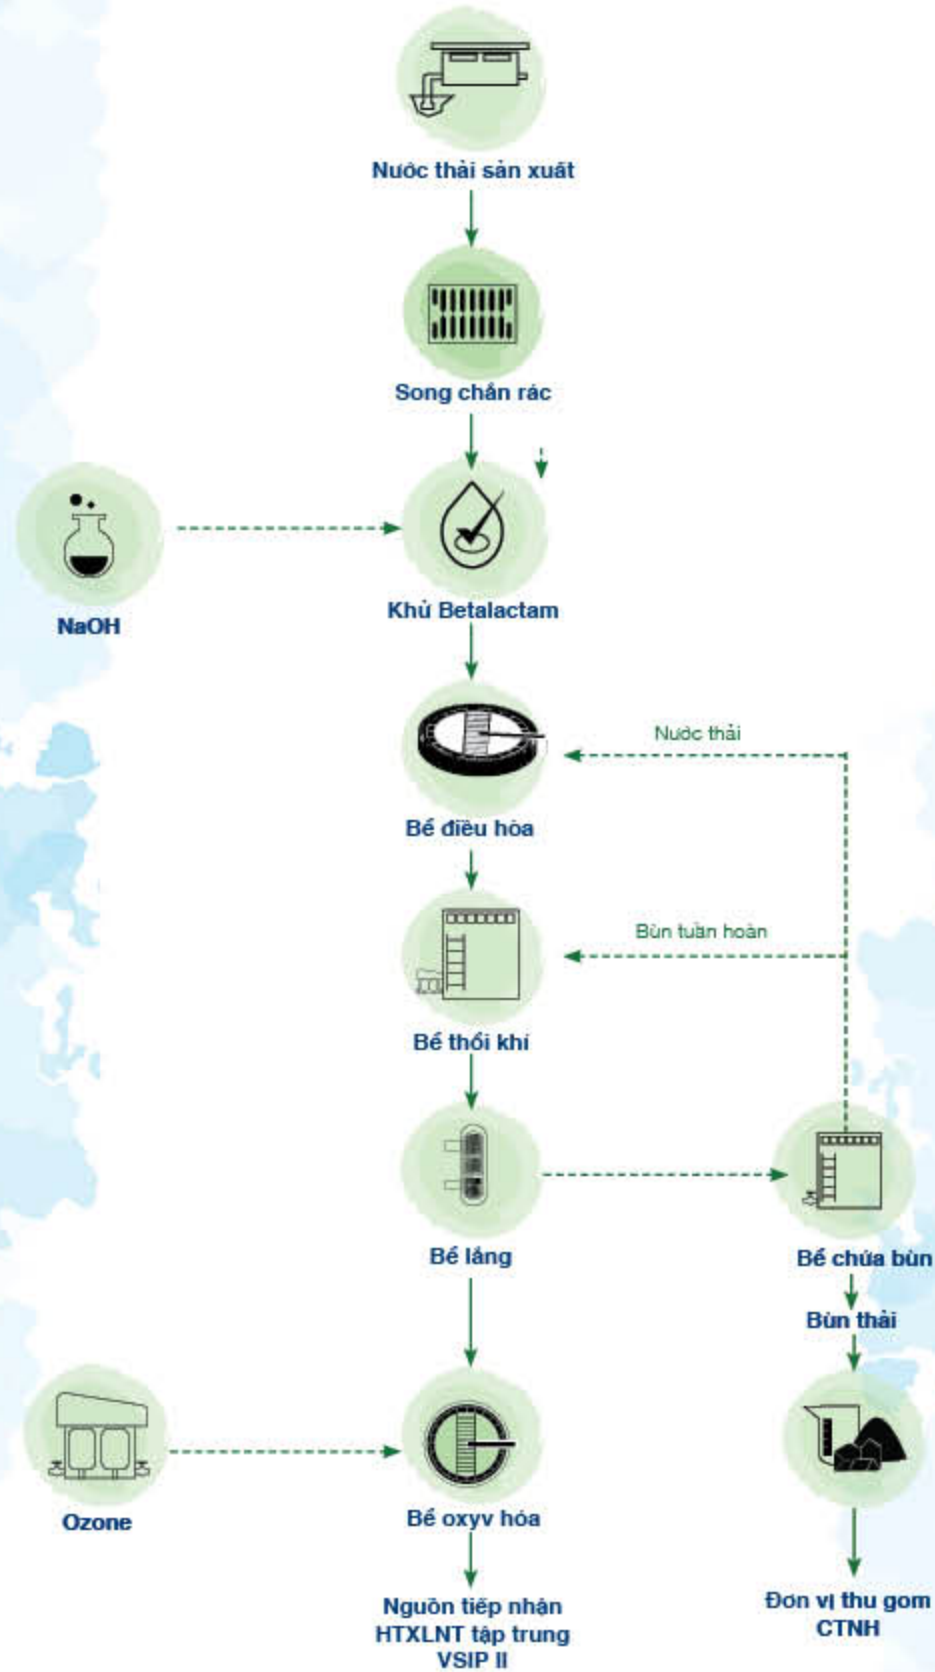 Nước thải sản xuất
Song chắn rác
NaOH
Khử Betalactam
Nước thải
Bể điều hòa
Bùn tuần hoàn
Bể thổi khí
Bể lắng
Bể chứa bùn
Bùn thải
Ozone
Bể oxyv hóa
Nguồn tiếp nhận
HTXLNT tập trung
VSIP II
Đơn vị thu gom
CTNH